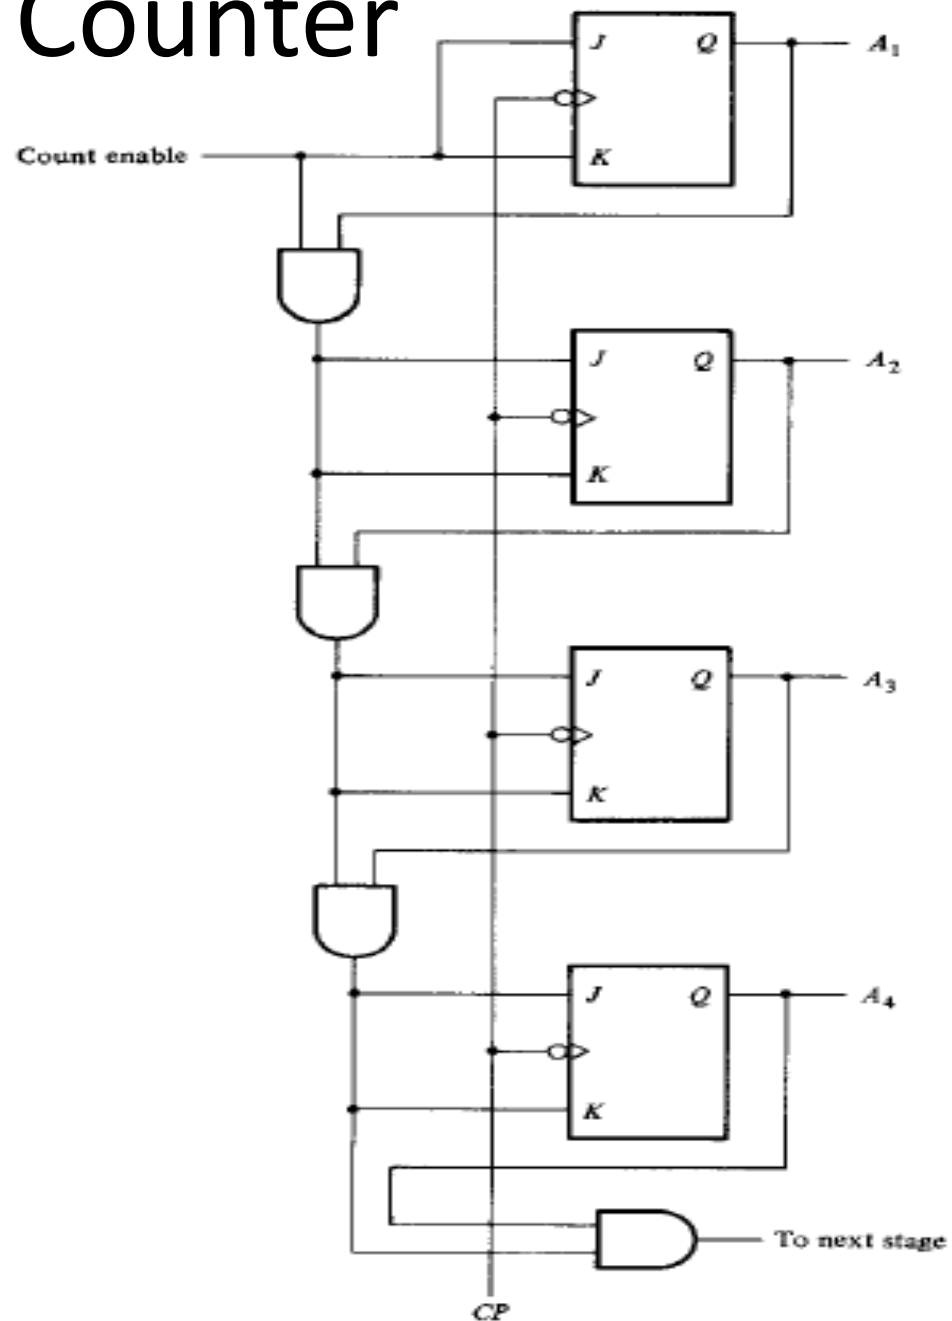 Counter
J Q A₁
Count enable
K
J Q A₂
K
J Q A₃
K
J Q A₄
K
To next stage
CP